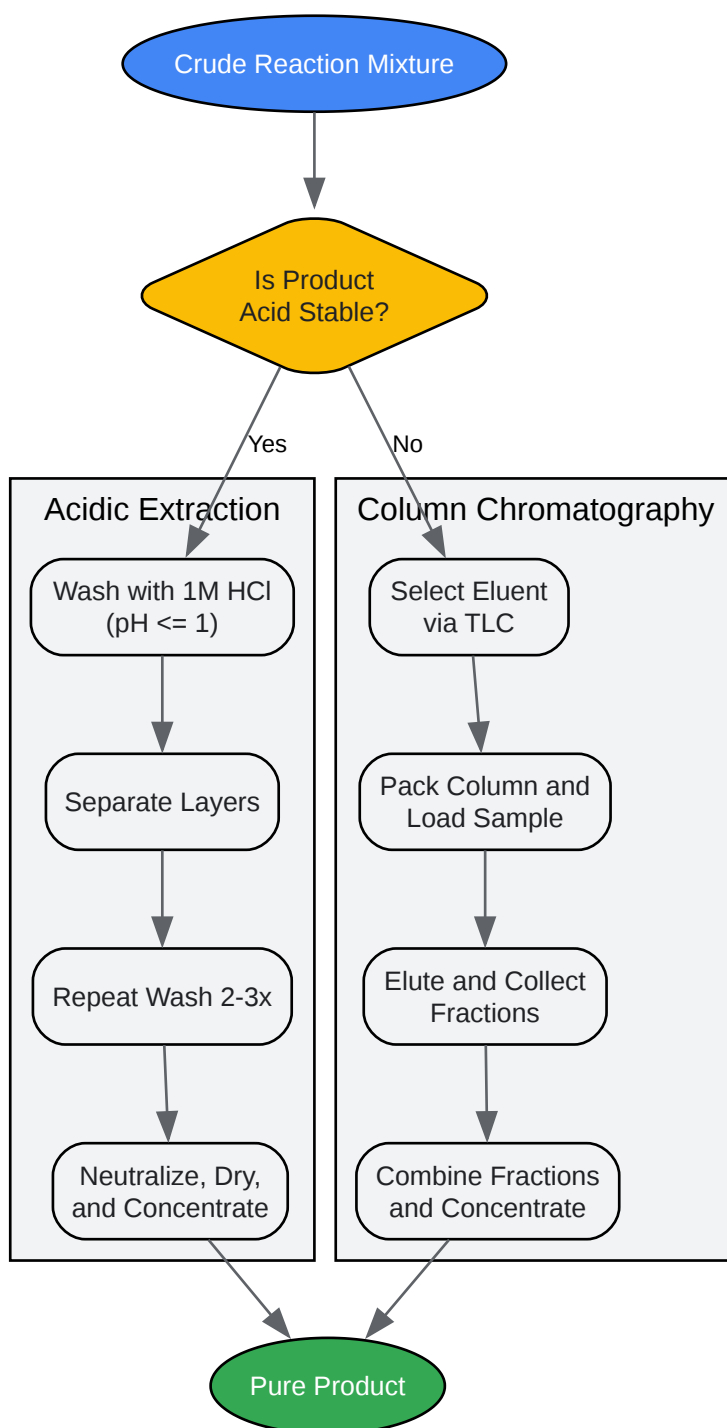 Crude Reaction Mixture
Is Product
Acid Stable?
Yes
No
Acidic Extraction
Wash with 1M HCl
(pH <= 1)
Separate Layers
Repeat Wash 2-3x
Neutralize, Dry,
and Concentrate
Column Chromatography
Select Eluent
via TLC
Pack Column and
Load Sample
Elute and Collect
Fractions
Combine Fractions
and Concentrate
Pure Product